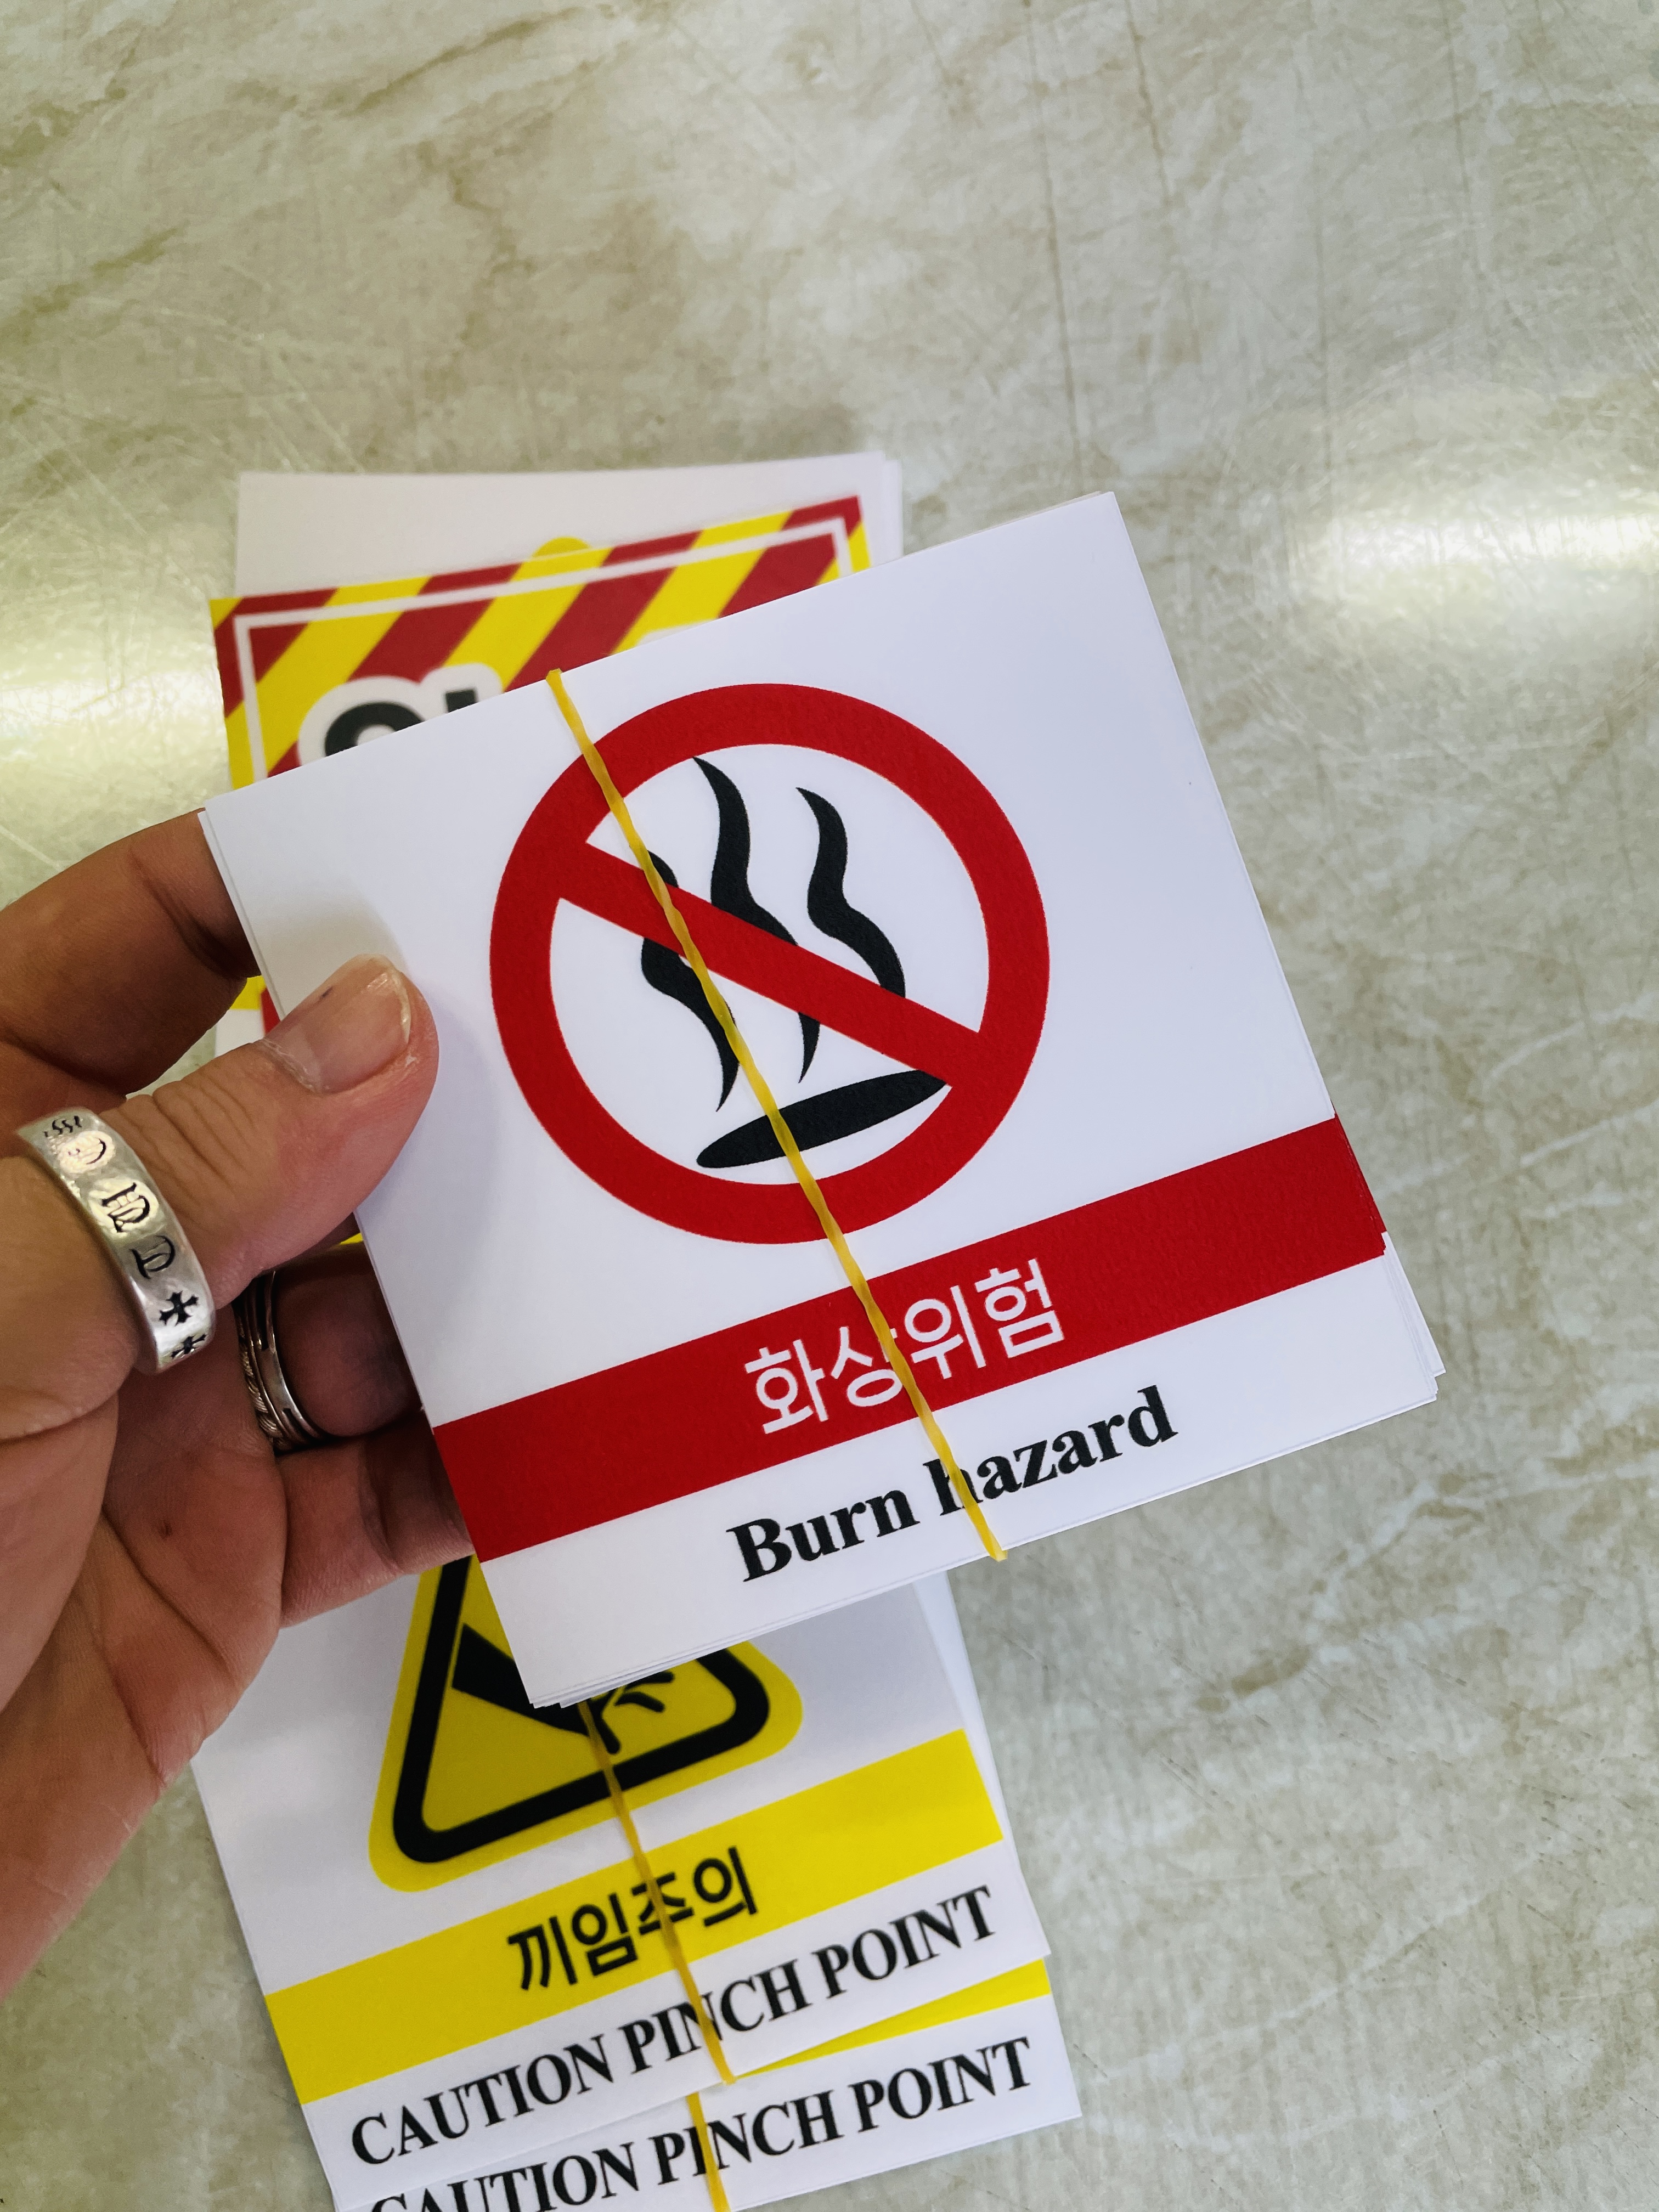 화상위험
Burn hazard
끼임주의
CAUTION PINCH POINT
CAUTION PINCH POINT